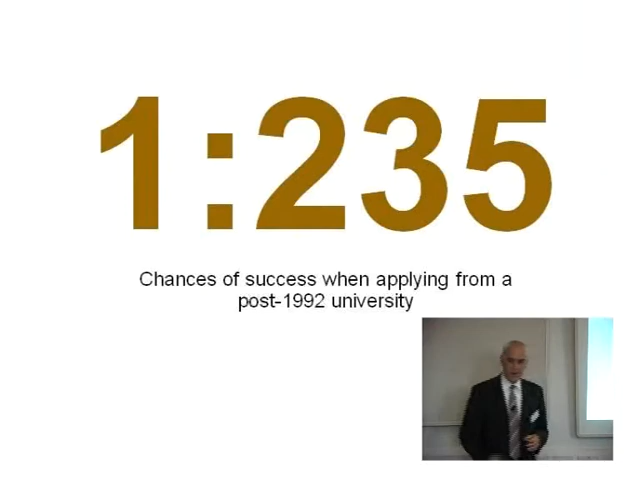 1:235
Chances of success when applying from a
post-1992 university